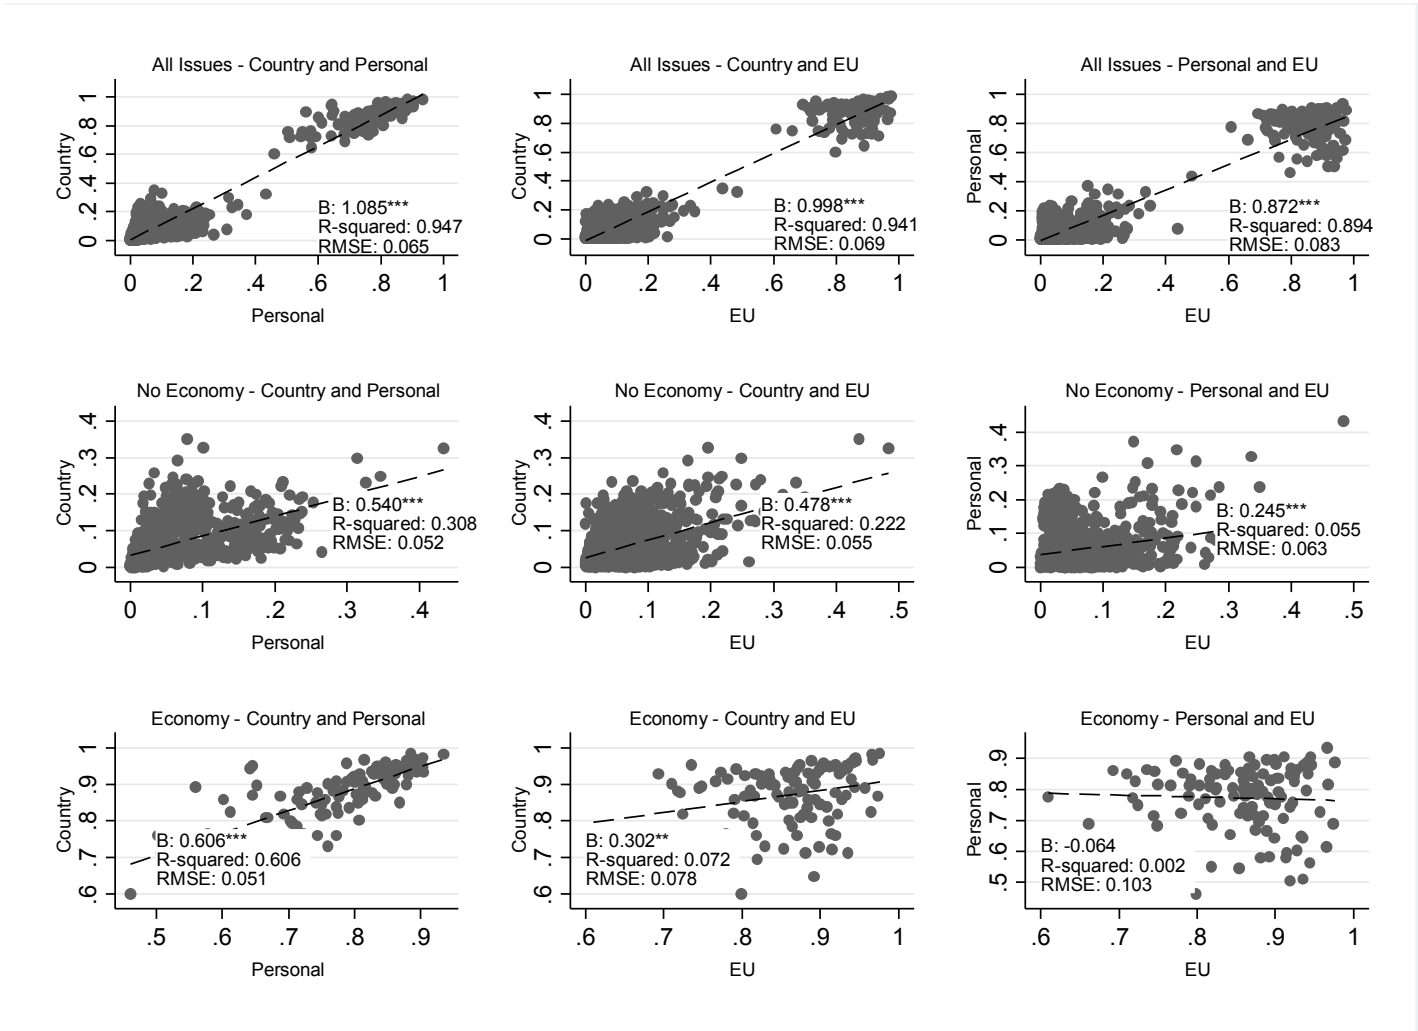 All Issues - Country and Personal
Country
0 .2 .4 .6 .8 1
B: 1.085***
R-squared: 0.947
RMSE: 0.065
0 .2 .4 .6 .8 1
Personal
All Issues - Country and EU
Country
0 .2 .4 .6 .8 1
B: 0.998***
R-squared: 0.941
RMSE: 0.069
0 .2 .4 .6 .8 1
EU
All Issues - Personal and EU
Personal
0 .2 .4 .6 .8 1
B: 0.872***
R-squared: 0.894
RMSE: 0.083
0 .2 .4 .6 .8 1
EU
No Economy - Country and Personal
Country
0 .1 .2 .3 .4
B: 0.540***
R-squared: 0.308
RMSE: 0.052
0 .1 .2 .3 .4
Personal
No Economy - Country and EU
Country
0 .1 .2 .3 .4
B: 0.478***
R-squared: 0.222
RMSE: 0.055
0 .1 .2 .3 .4 .5
EU
No Economy - Personal and EU
Personal
0 .1 .2 .3 .4
B: 0.245***
R-squared: 0.055
RMSE: 0.063
0 .1 .2 .3 .4 .5
EU
Economy - Country and Personal
Country
.6 .7 .8 .9 1
B: 0.606***
R-squared: 0.606
RMSE: 0.051
.5 .6 .7 .8 .9
Personal
Economy - Country and EU
Country
.6 .7 .8 .9 1
B: 0.302**
R-squared: 0.072
RMSE: 0.078
.6 .7 .8 .9 1
EU
Economy - Personal and EU
Personal
.5 .6 .7 .8 .9
B: -0.064
R-squared: 0.002
RMSE: 0.103
.6 .7 .8 .9 1
EU